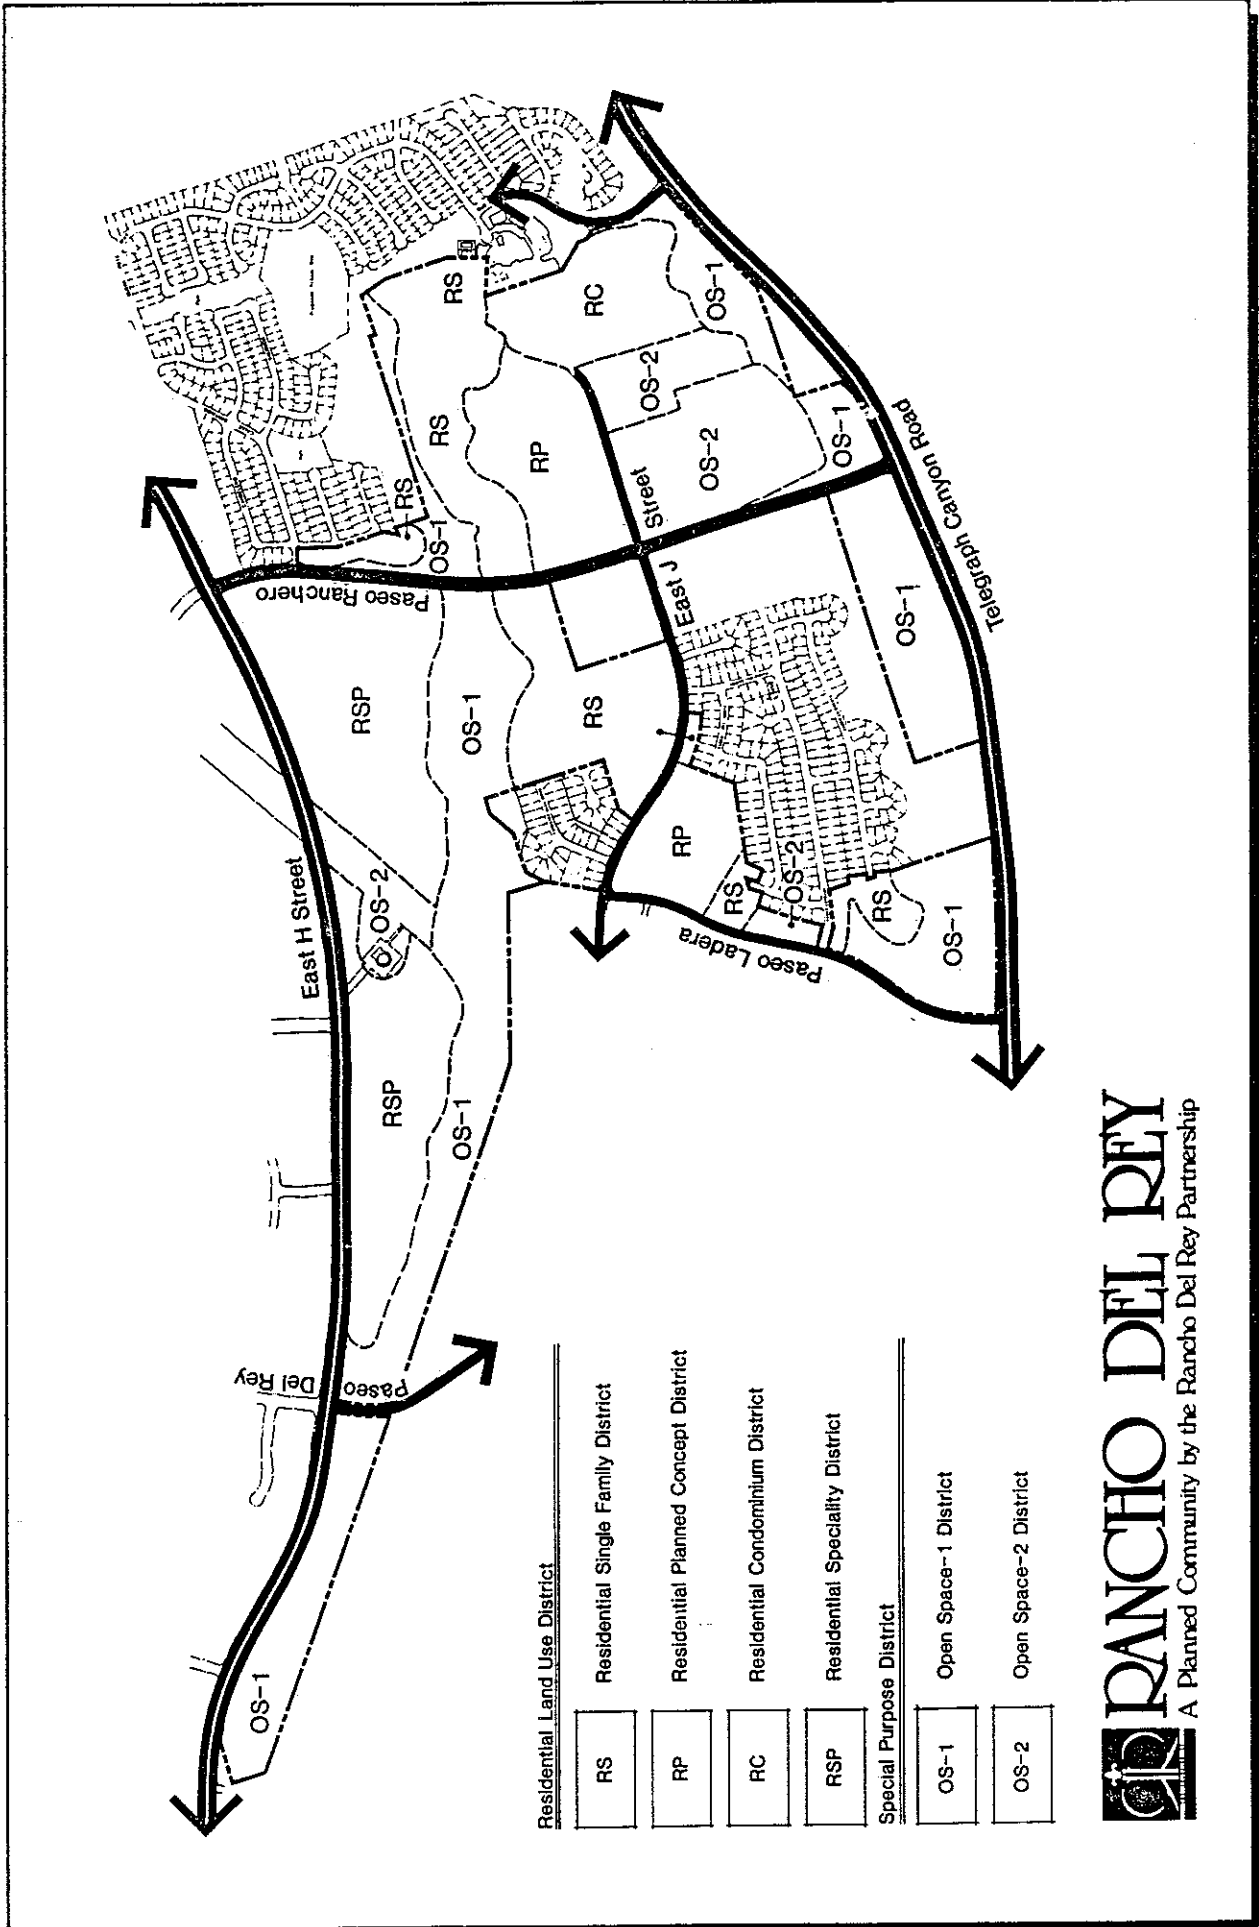 East H Street
Paseo
Del Rey
Paseo Ranchero
East J
Street
Paseo Ladera
Telegraph Canyon Road
OS-1
RSP
OS-1
O
OS-2
RSP
OS-1
OS-1
RS
RS
RS
RP
RS
RC
OS-1
OS-2
OS-2
OS-1
OS-1
RP
RS
OS-2
RS
OS-1
Residential Land Use District
RS Residential Single Family District
RP Residential Planned Concept District
RC Residential Condominium District
RSP Residential Speciality District
Special Purpose District
OS-1 Open Space-1 District
OS-2 Open Space-2 District
RANCHO DEL REY
A Planned Community by the Rancho Del Rey Partnership